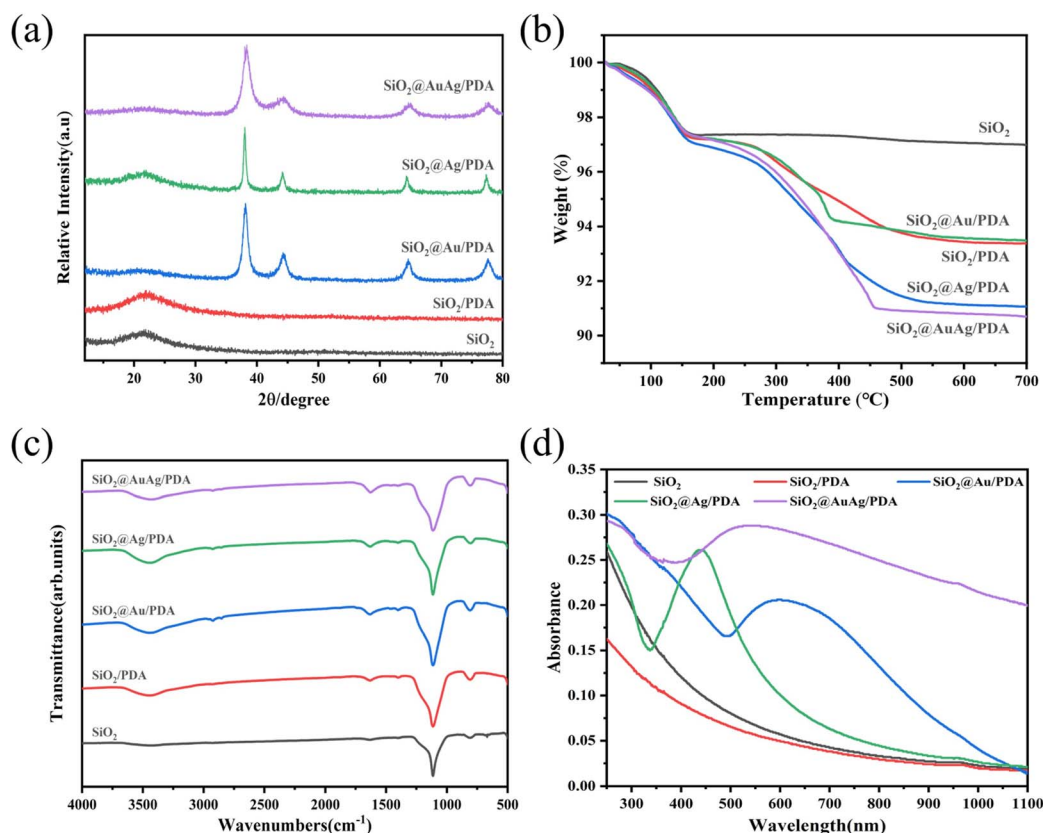 (a)
Relative Intensity(a.u)
SiO2@AuAg/PDA
SiO2@Ag/PDA
SiO2@Au/PDA
SiO2/PDA
SiO2
20 30 40 50 60 70 80
2θ/degree
(b)
Weight (%)
100
98
96
94
92
90
SiO2
SiO2@Au/PDA
SiO2/PDA
SiO2@Ag/PDA
SiO2@AuAg/PDA
100 200 300 400 500 600 700
Temperature (°C)
(c)
Transmittance(arb.units)
SiO2@AuAg/PDA
SiO2@Ag/PDA
SiO2@Au/PDA
SiO2/PDA
SiO2
4000 3500 3000 2500 2000 1500 1000 500
Wavenumbers(cm-1)
(d)
Absorbance
0.35
0.30
0.25
0.20
0.15
0.10
0.05
0.00
SiO2 SiO2/PDA SiO2@Au/PDA
SiO2@Ag/PDA SiO2@AuAg/PDA
300 400 500 600 700 800 900 1000 1100
Wavelength(nm)